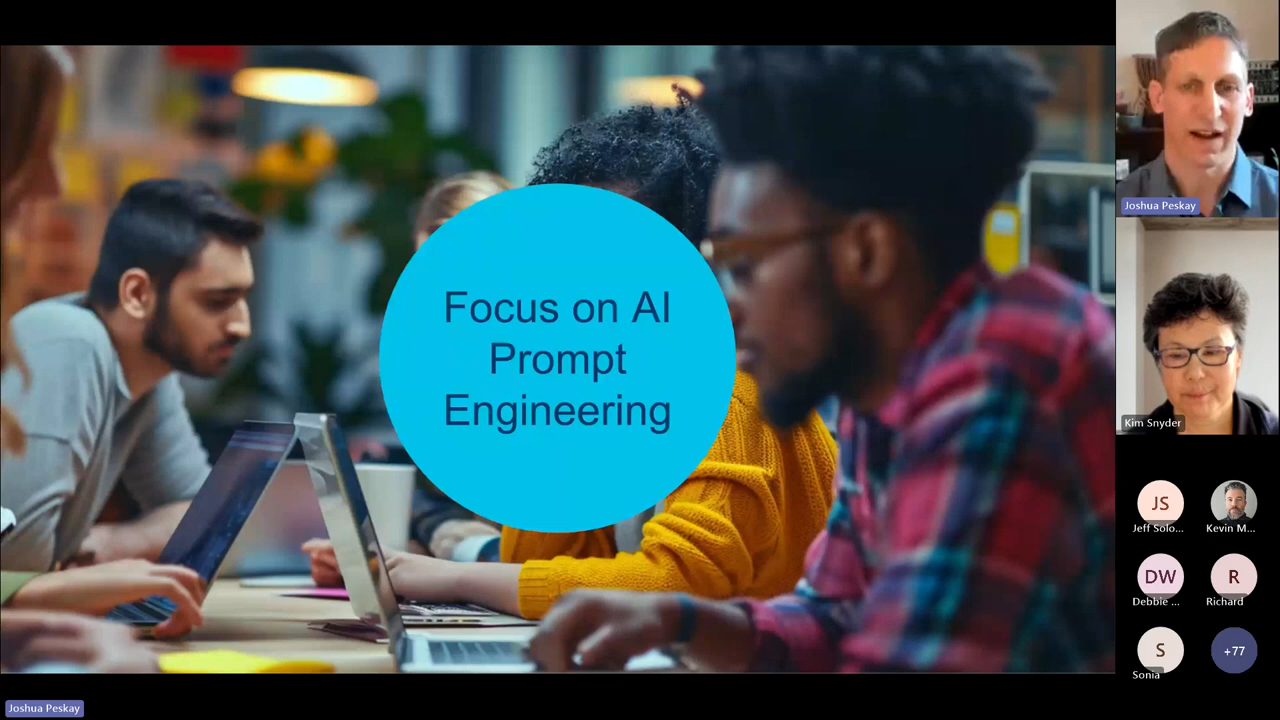 Focus on AI
Prompt
Engineering
Joshua Peskay
Kim Snyder
JS
Jeff Solo...
Kevin M...
DW
Debbie ...
R
Richard
S
Sonia
+77
Joshua Peskay